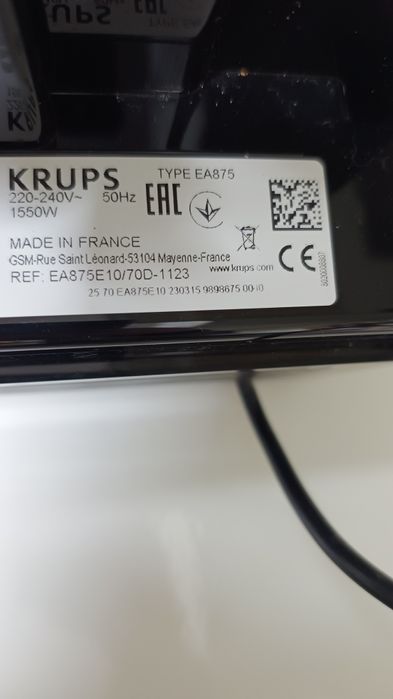 KRUPS TYPE EA875
220-240V~ 50Hz
1550W
EAC
MADE IN FRANCE
GSM-Rue Saint Léonard-53104 Mayenne-France
www.krups.com
REF: EA875E10/70D-1123
CE
25 70 EA875E10 230315 9898675 00